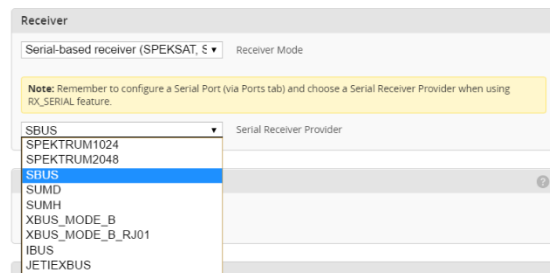 Receiver
Serial-based receiver (SPEKSAT, S
Receiver Mode
Note: Remember to configure a Serial Port (via Ports tab) and choose a Serial Receiver Provider when using
RX_SERIAL feature.
SBUS
Serial Receiver Provider
SPEKTRUM1024
SPEKTRUM2048
SBUS
SUMD
SUMH
XBUS_MODE_B
XBUS_MODE_B_RJ01
IBUS
JETIEXBUS